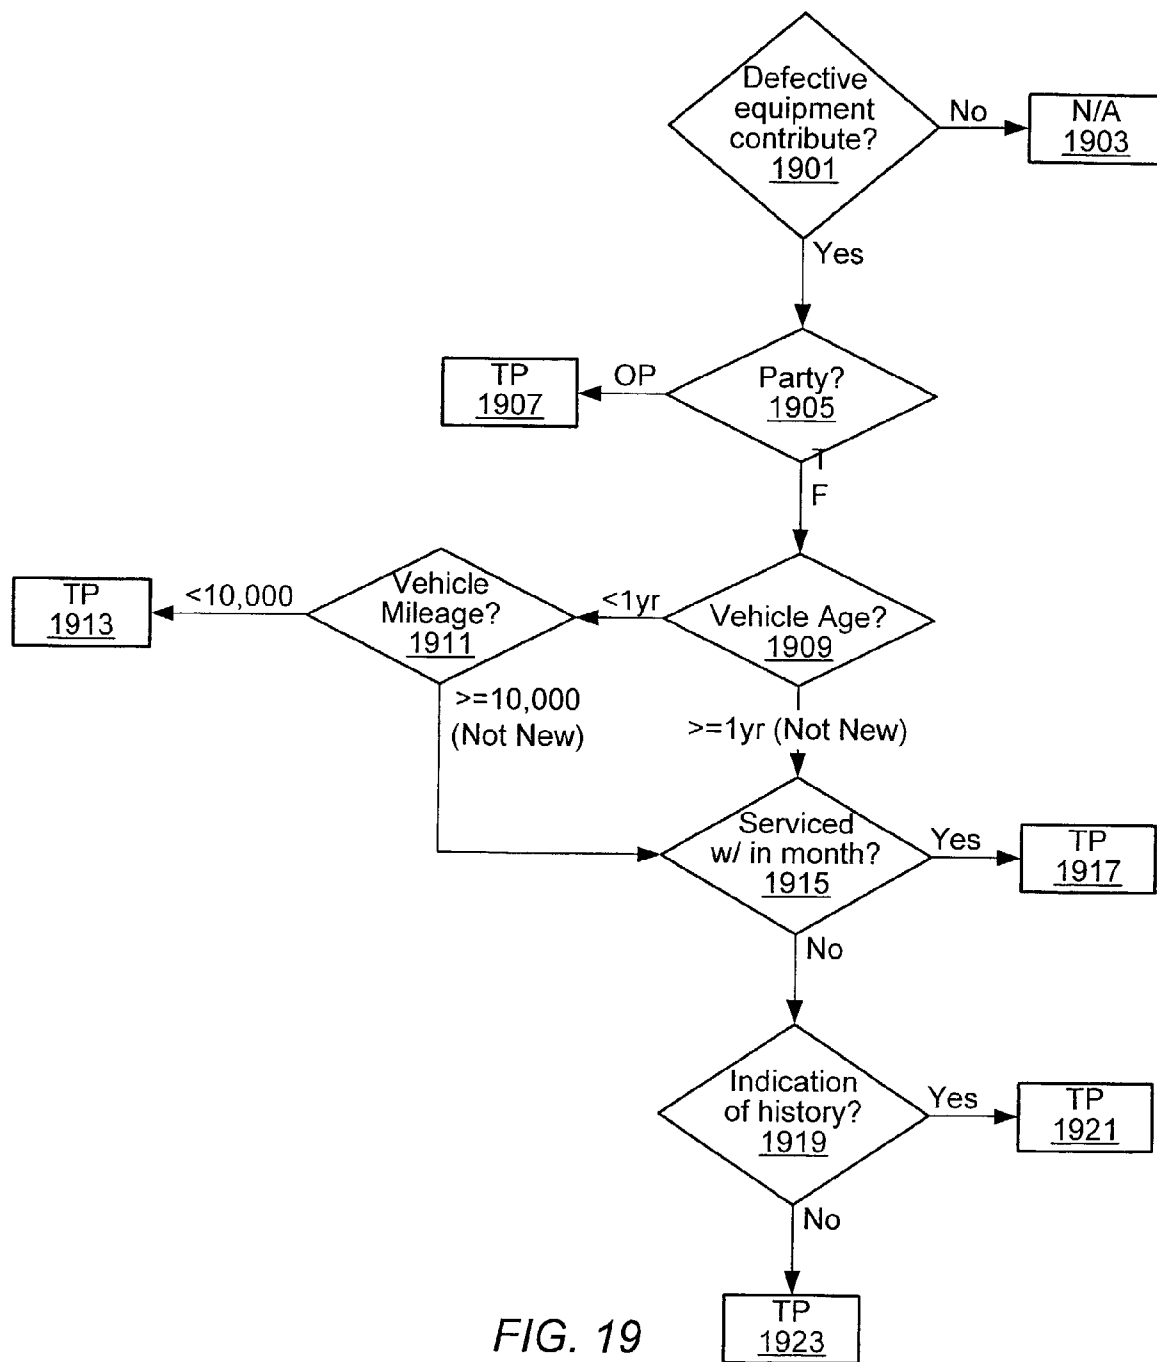 Defective
equipment
contribute?
1901
No
N/A
1903
Yes
TP
1907
OP
Party?
1905
T
F
TP
1913
<10,000
Vehicle
Mileage?
1911
<1yr
Vehicle Age?
1909
>=10,000
(Not New)
>=1yr (Not New)
Serviced
w/ in month?
1915
Yes
TP
1917
No
Indication
of history?
1919
Yes
TP
1921
No
TP
1923
FIG. 19